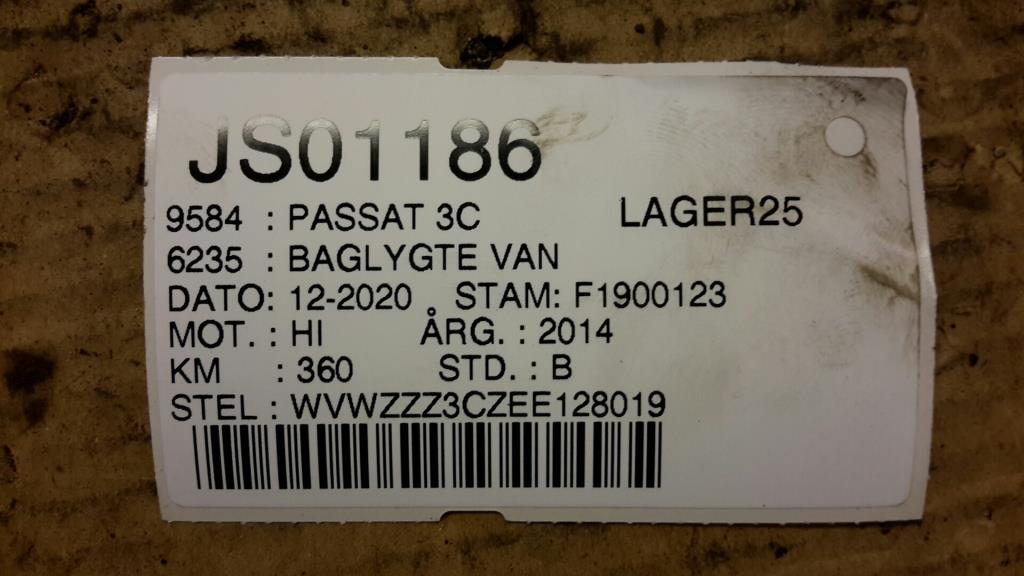 JS01186
9584 : PASSAT 3C LAGER25
6235 : BAGLYGTE VAN
DATO: 12-2020 . STAM: F1900123
MOT. : HI ÅRG. : 2014
KM : 360 STD. : B
STEL : WVWZZZ3CZEE128019